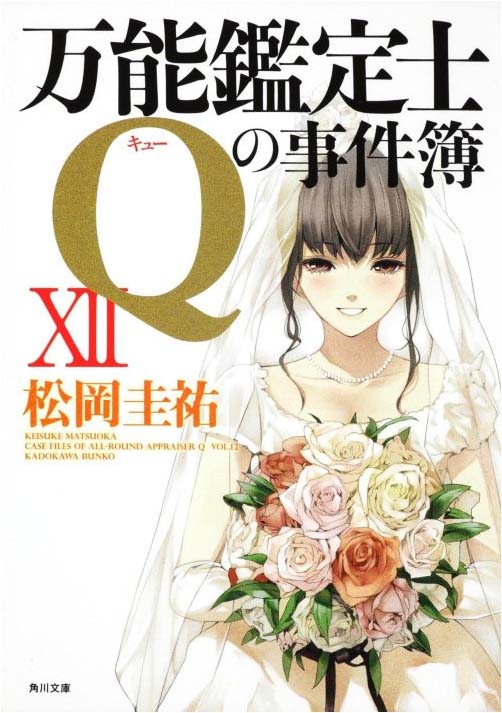 万能鑑定士
Q
キュー
の事件簿
XII
松岡圭祐
KEISUKE MATSUOKA
CASE FILES OF ALL-ROUND APPRAISER Q VOL.12
KADOKAWA BUNKO
角川文庫